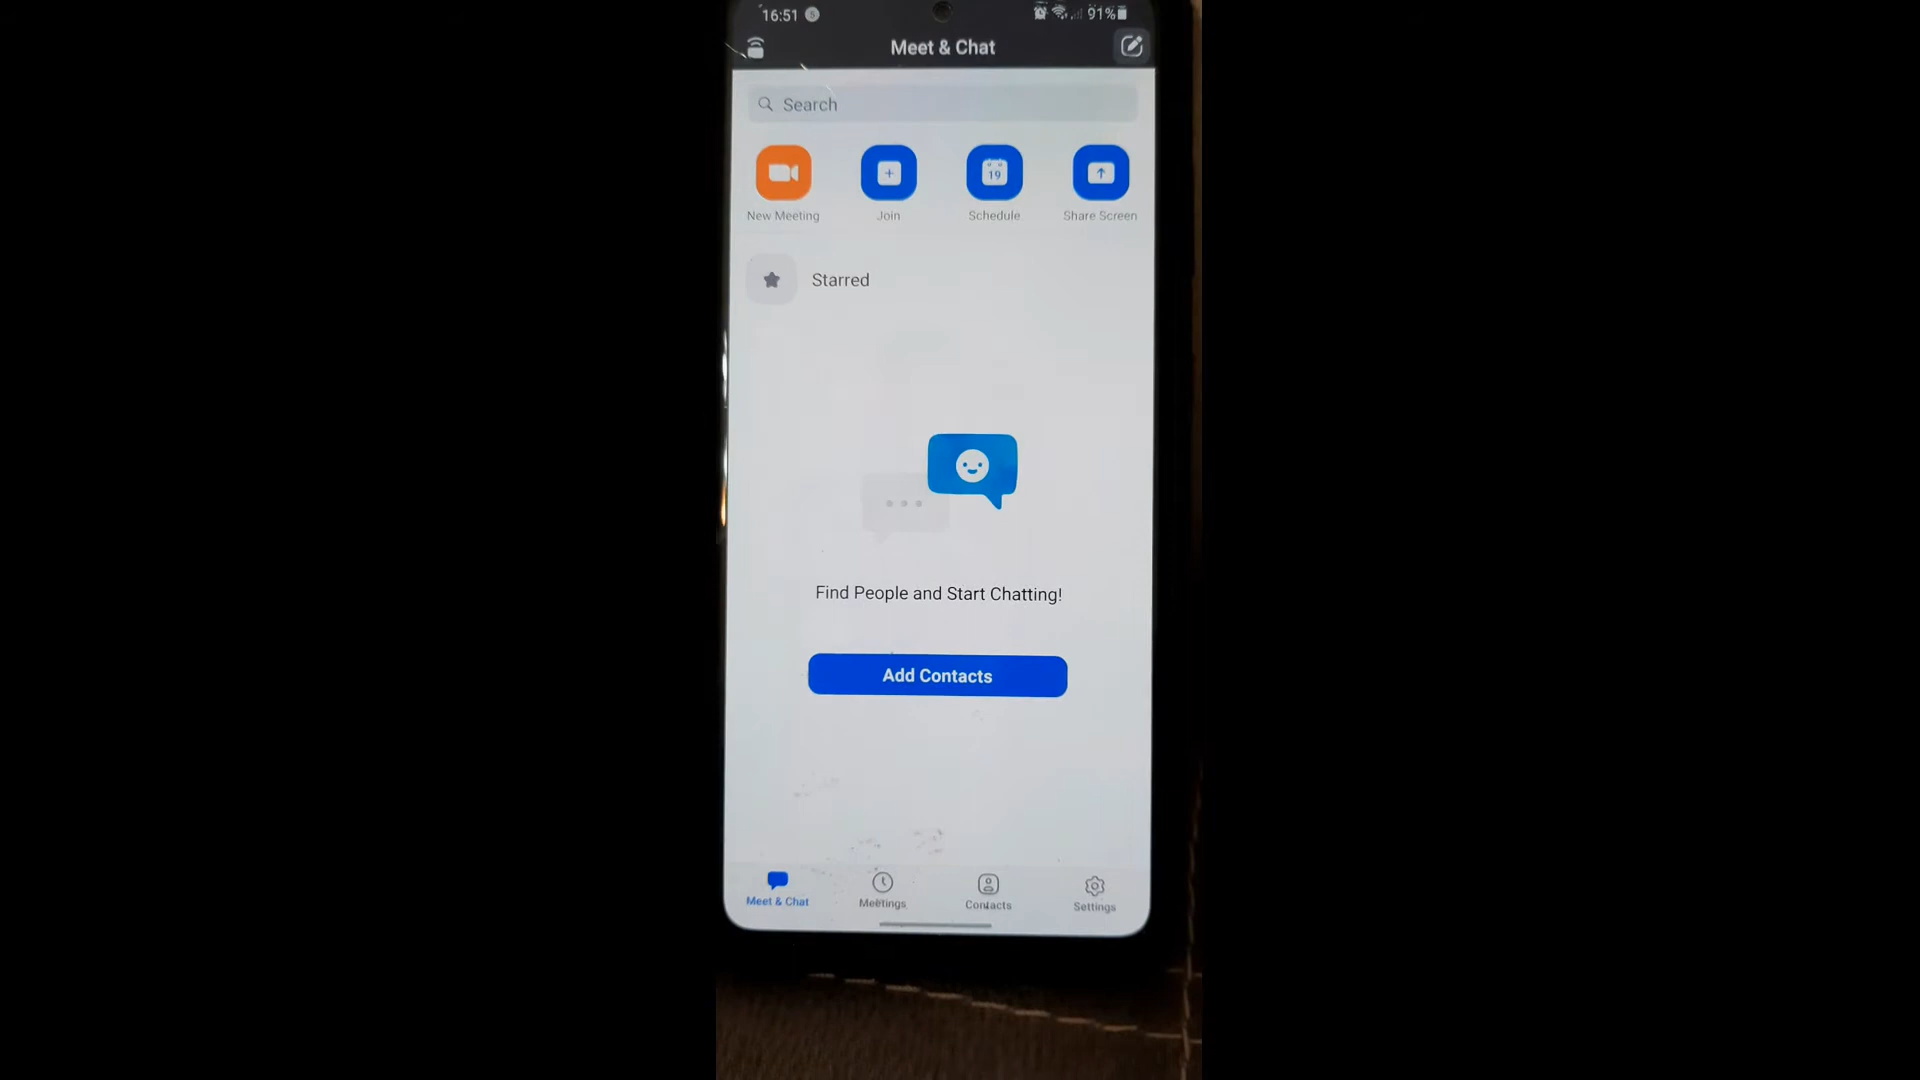 16:51
91%
Meet & Chat
Search
New Meeting
Join
19
Schedule
Share Screen
Starred
Find People and Start Chatting!
Add Contacts
Meet & Chat
Meetings
Contacts
Settings